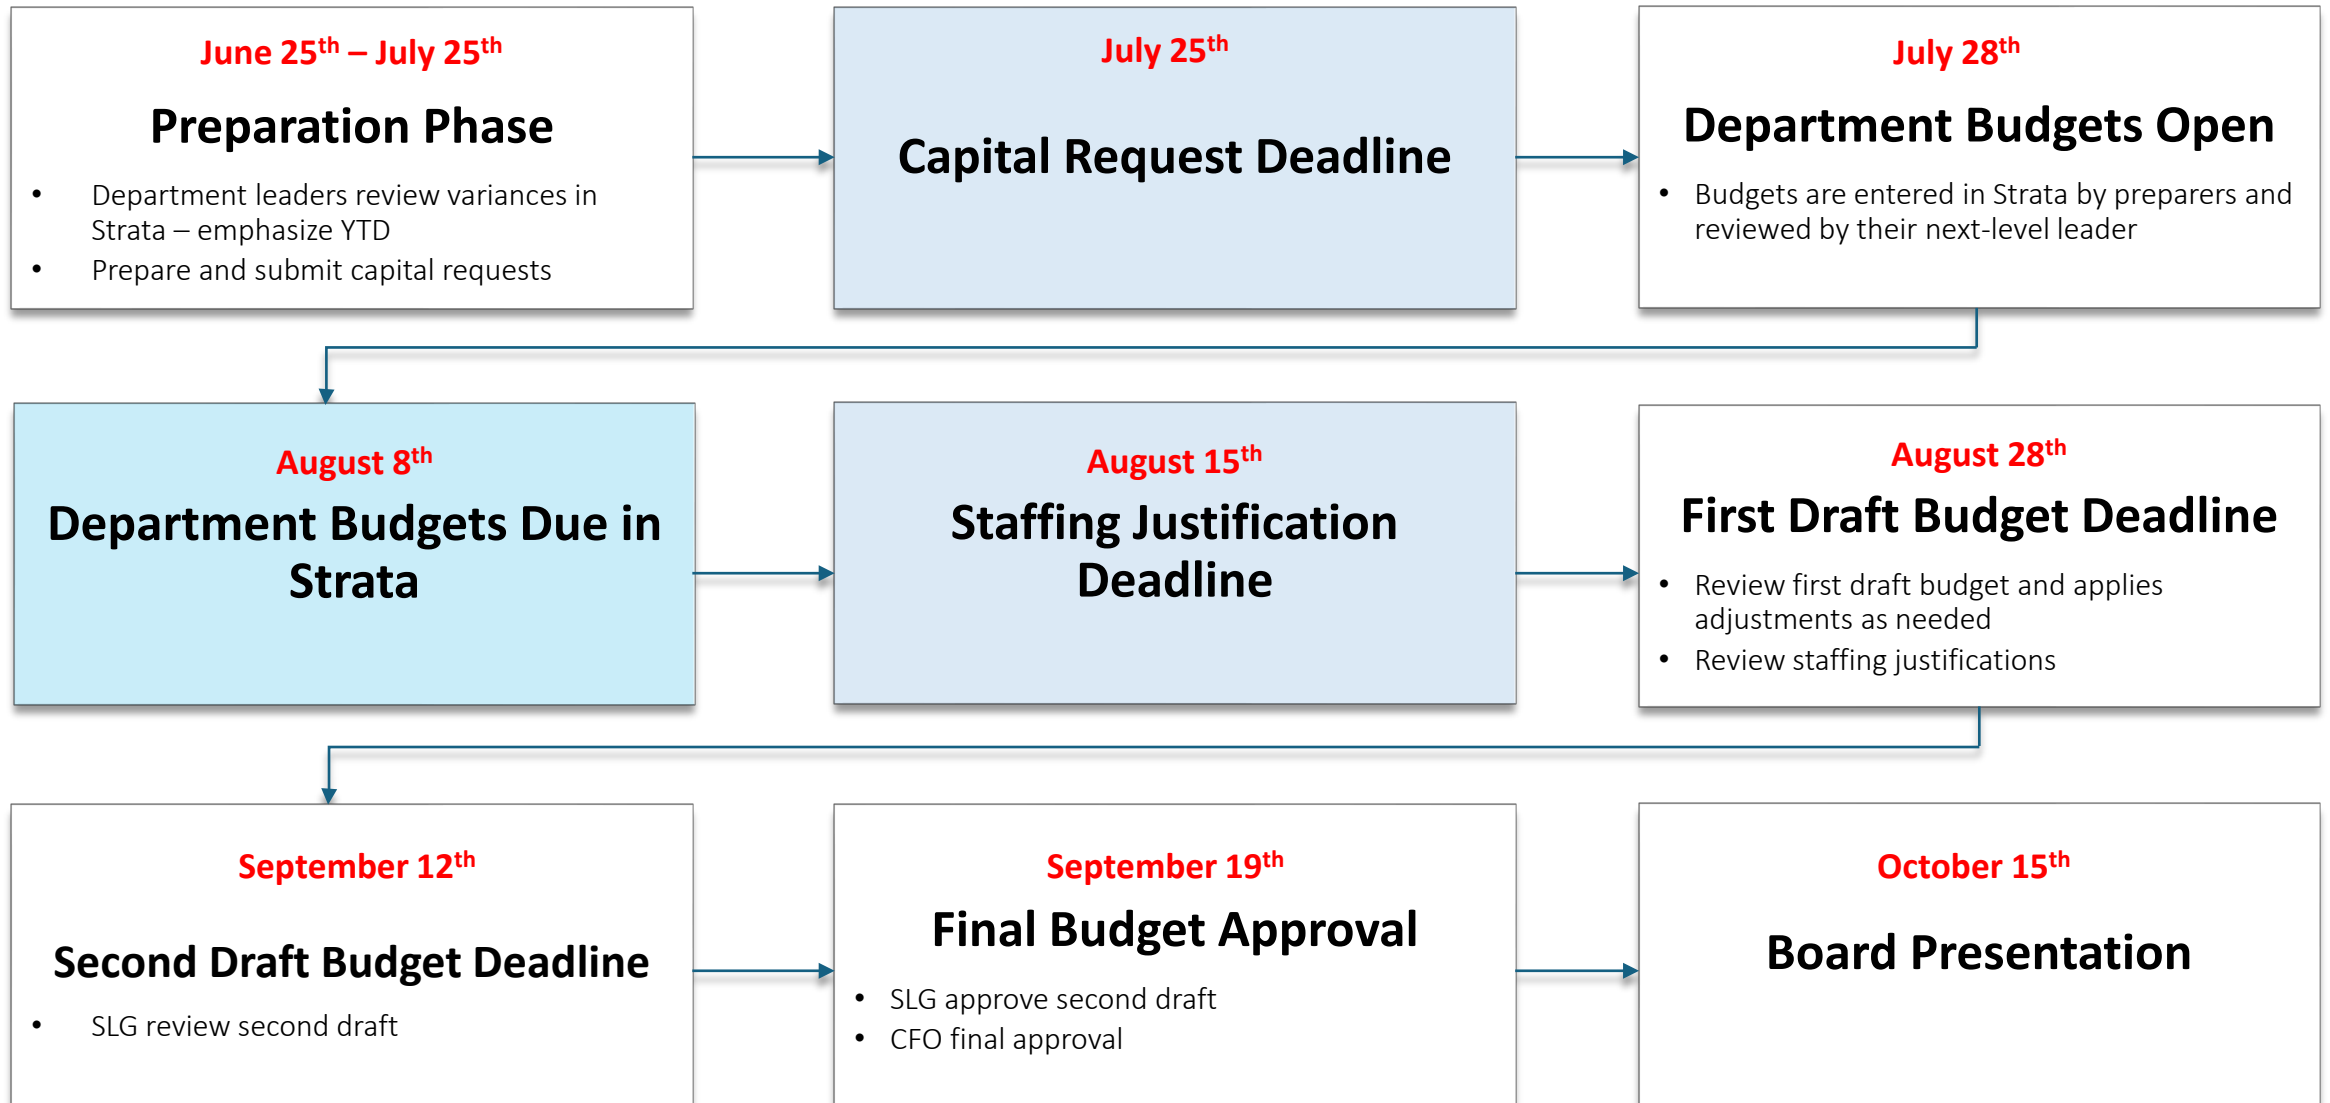 June 25th – July 25th
Preparation Phase
• Department leaders review variances in
Strata – emphasize YTD
• Prepare and submit capital requests
July 25th
Capital Request Deadline
July 28th
Department Budgets Open
• Budgets are entered in Strata by preparers and
reviewed by their next-level leader
August 8th
Department Budgets Due in
Strata
August 15th
Staffing Justification
Deadline
August 28th
First Draft Budget Deadline
• Review first draft budget and applies
adjustments as needed
• Review staffing justifications
September 12th
Second Draft Budget Deadline
• SLG review second draft
September 19th
Final Budget Approval
• SLG approve second draft
• CFO final approval
October 15th
Board Presentation